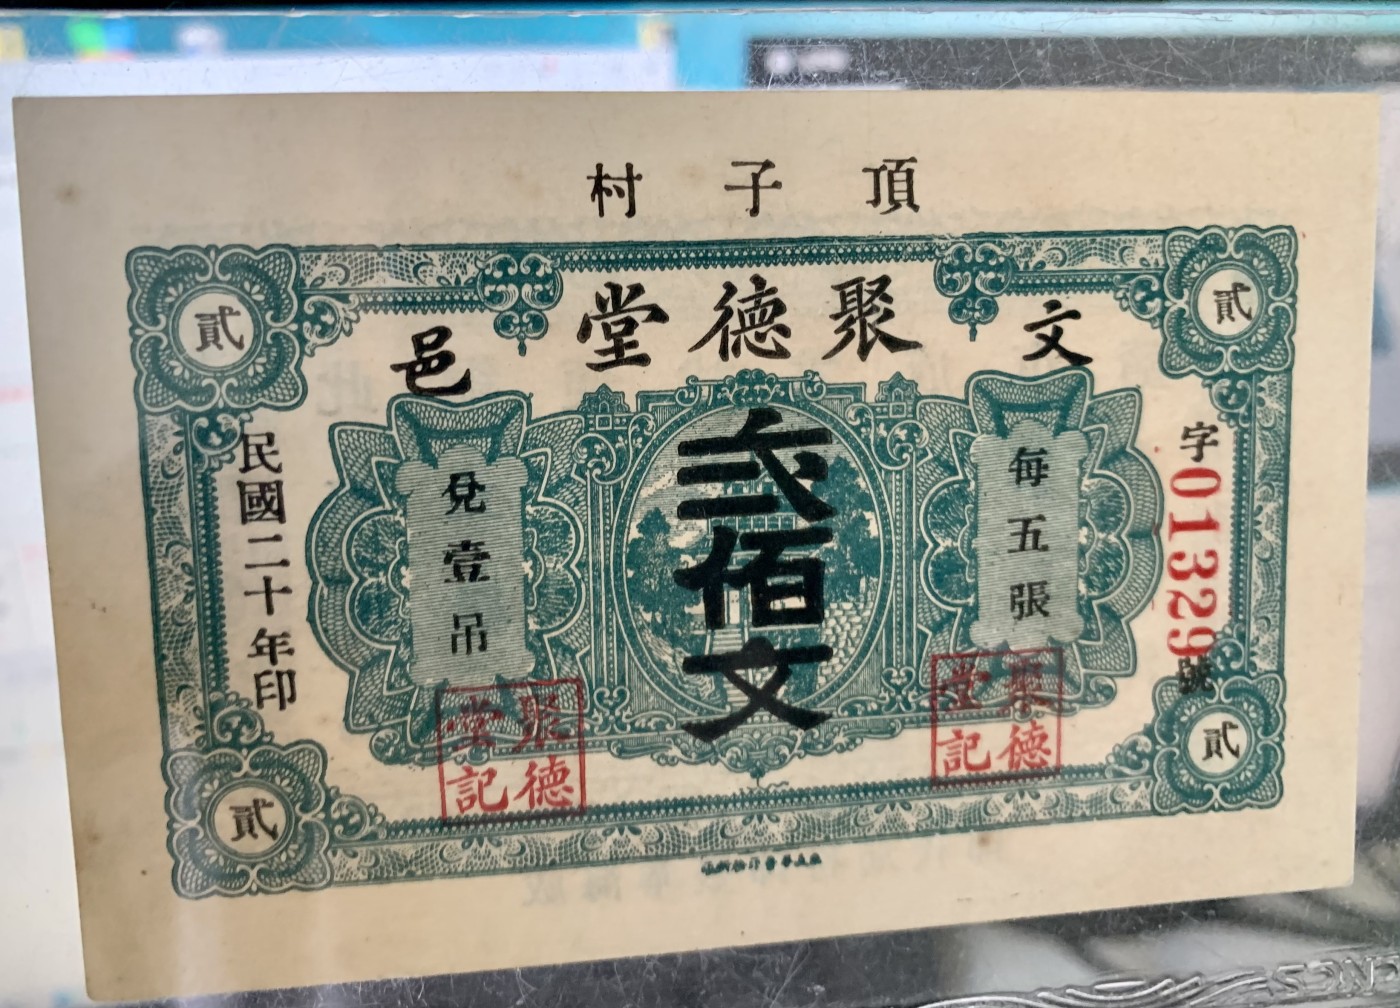 頂子村
聚德堂
文邑
貳
貳
弍佰文
每五張
兌壹吊
字013299號
民國二十年印
聚德堂記
聚德堂記
貳
貳